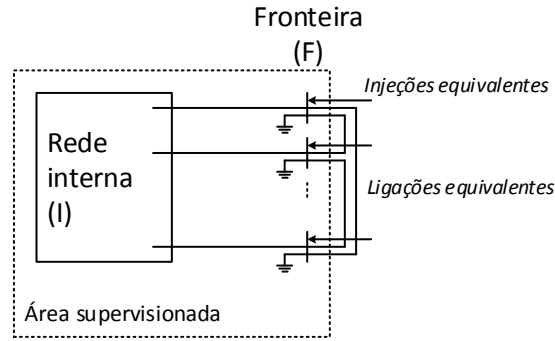 Fronteira
(F)
Injeções equivalentes
Rede
interna
(I)
Ligações equivalentes
Área supervisionada